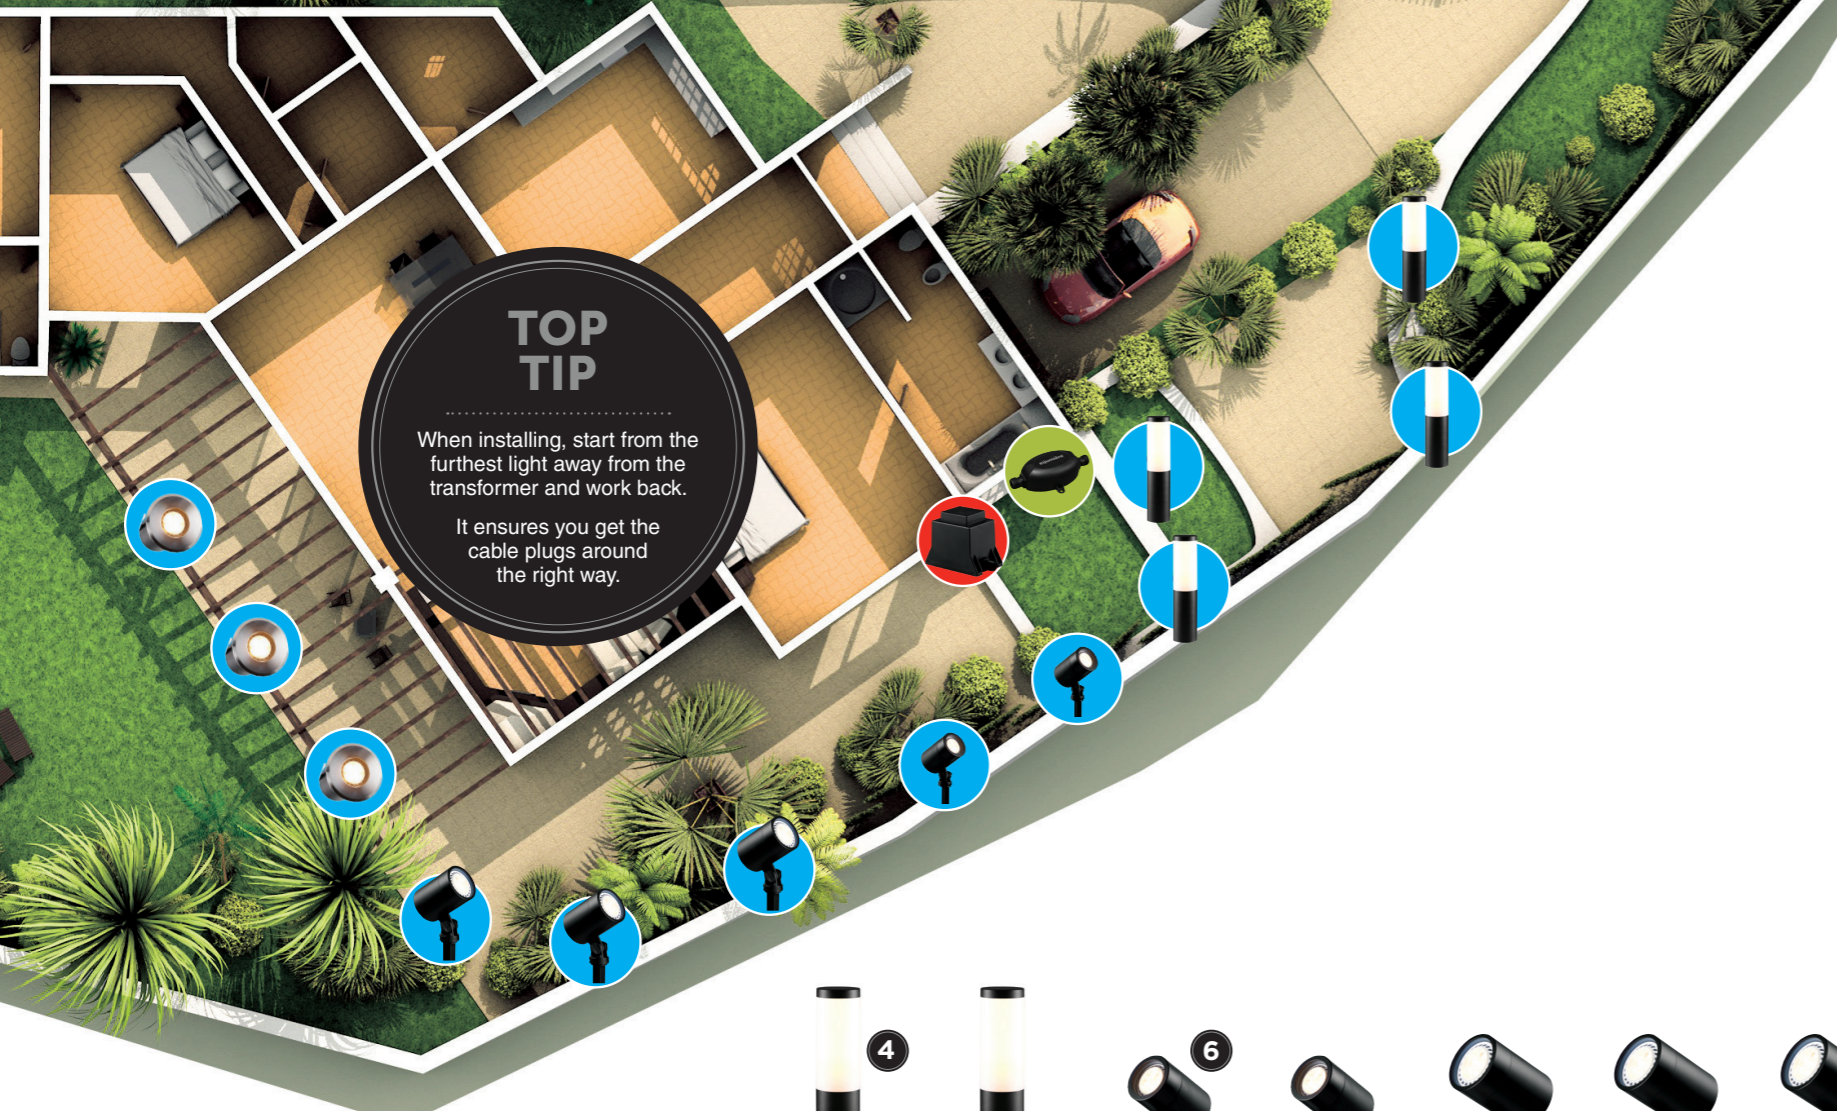 TOP
TIP
When installing, start from the
furthest light away from the
transformer and work back.
It ensures you get the
cable plugs around
the right way.
4
6